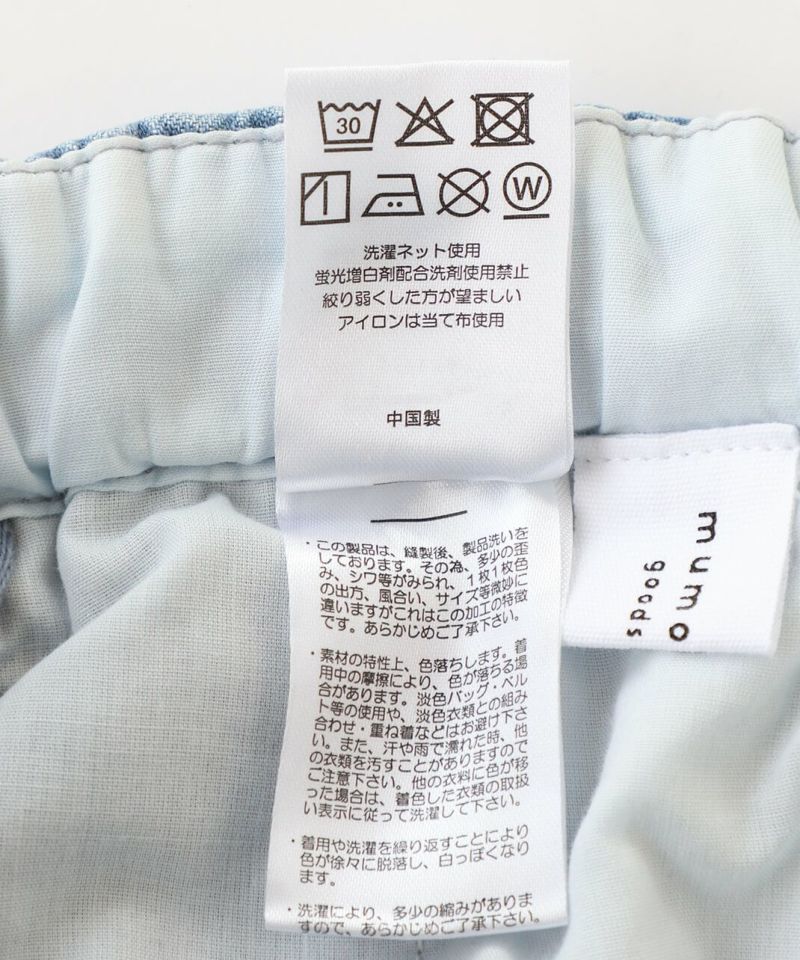 30
W
洗濯ネット使用
蛍光増白剤配合洗剤使用禁止
絞り弱くした方が望ましい
アイロンは当て布使用
中国製
mumo
goods
・この製品は、縫製後、製品洗いを
しております。その為、多少の歪
み、シワ等がみられ、1枚1枚色
の出方、風合い、サイズ等微妙に
違いますがこれはこの加工の特徴
です。あらかじめご了承下さい。
・素材の特性上、色落ちします。着
用中の摩擦により、色が落ちる場
合があります。淡色バッグ・ベル
ト等の使用や、淡色衣類との組み
合わせ・重ね着などはお避け下さ
い。また、汗や雨で濡れた時、他
の衣類を汚すことがありますので
ご注意下さい。他の衣料に色が移
った場合は、着色した衣類の取扱
い表示に従って洗濯して下さい。
・着用や洗濯を繰り返すことにより
色が徐々に脱落し、白っぽくなり
ます。
・洗濯により、多少の縮みがありま
すので、あらかじめご了承下さい。